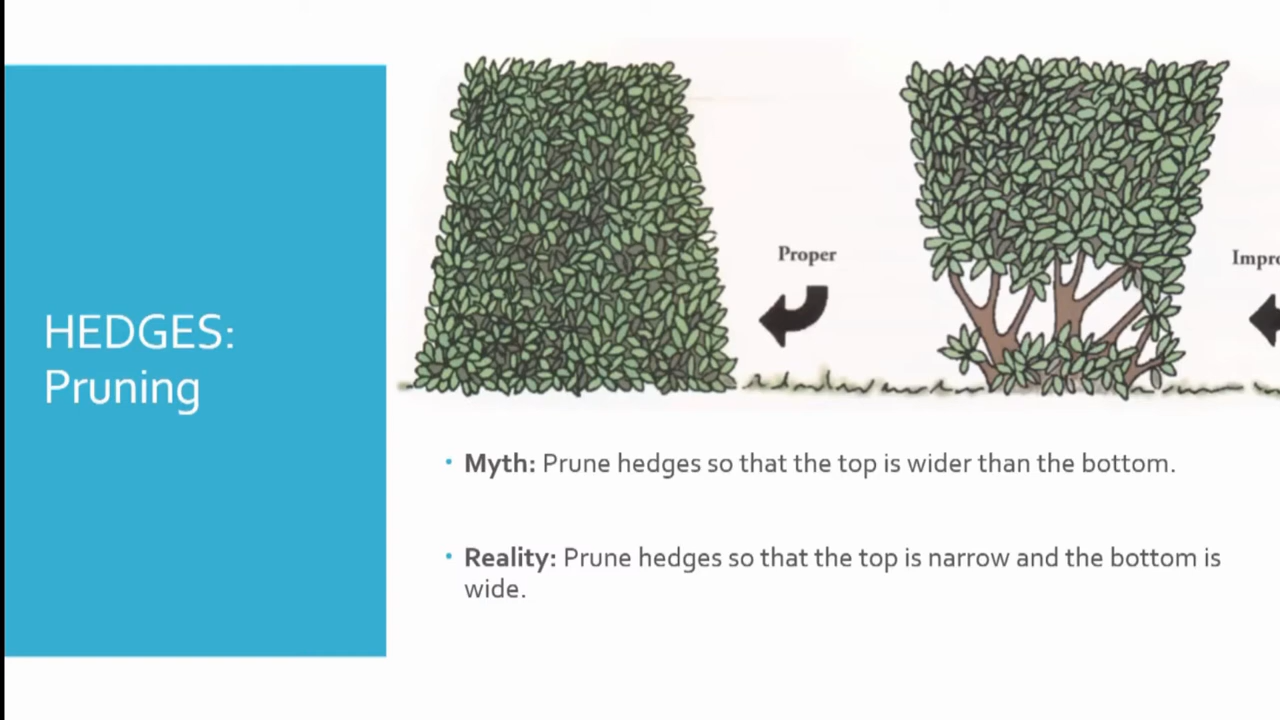 Proper
Impro
HEDGES:
Pruning
• Myth: Prune hedges so that the top is wider than the bottom.
• Reality: Prune hedges so that the top is narrow and the bottom is
wide.